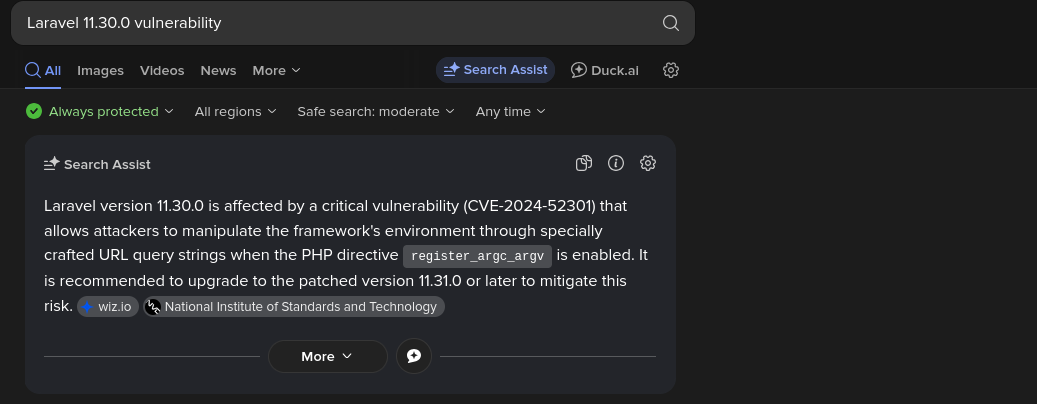 Laravel 11.30.0 vulnerability
All Images Videos News More Search Assist Duck.ai
Always protected All regions Safe search: moderate Any time
Search Assist
Laravel version 11.30.0 is affected by a critical vulnerability (CVE-2024-52301) that
allows attackers to manipulate the framework's environment through specially
crafted URL query strings when the PHP directive register_argc_argv is enabled. It
is recommended to upgrade to the patched version 11.31.0 or later to mitigate this
risk. wiz.io National Institute of Standards and Technology
More